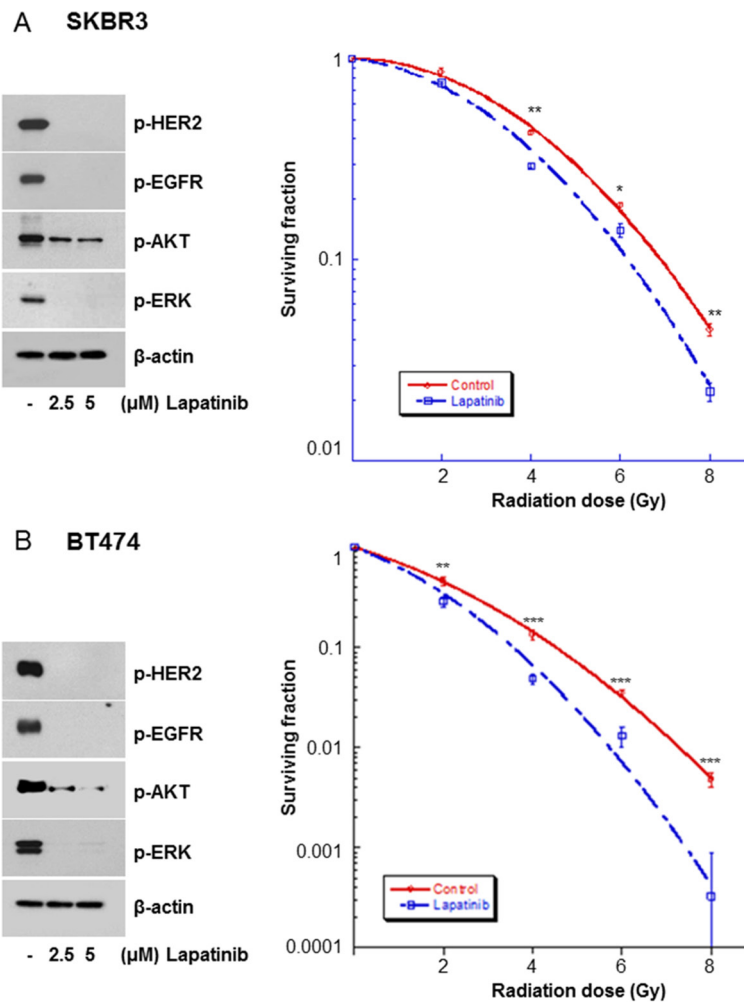 A SKBR3
p-HER2
p-EGFR
p-AKT
p-ERK
β-actin
- 2.5 5 (μM) Lapatinib
Surviving fraction
1
0.1
0.01
**
*
**
Control
Lapatinib
2 4 6 8
Radiation dose (Gy)
B BT474
p-HER2
p-EGFR
p-AKT
p-ERK
β-actin
- 2.5 5 (μM) Lapatinib
Surviving fraction
1
0.1
0.01
0.001
0.0001
**
***
***
***
Control
Lapatinib
2 4 6 8
Radiation dose (Gy)